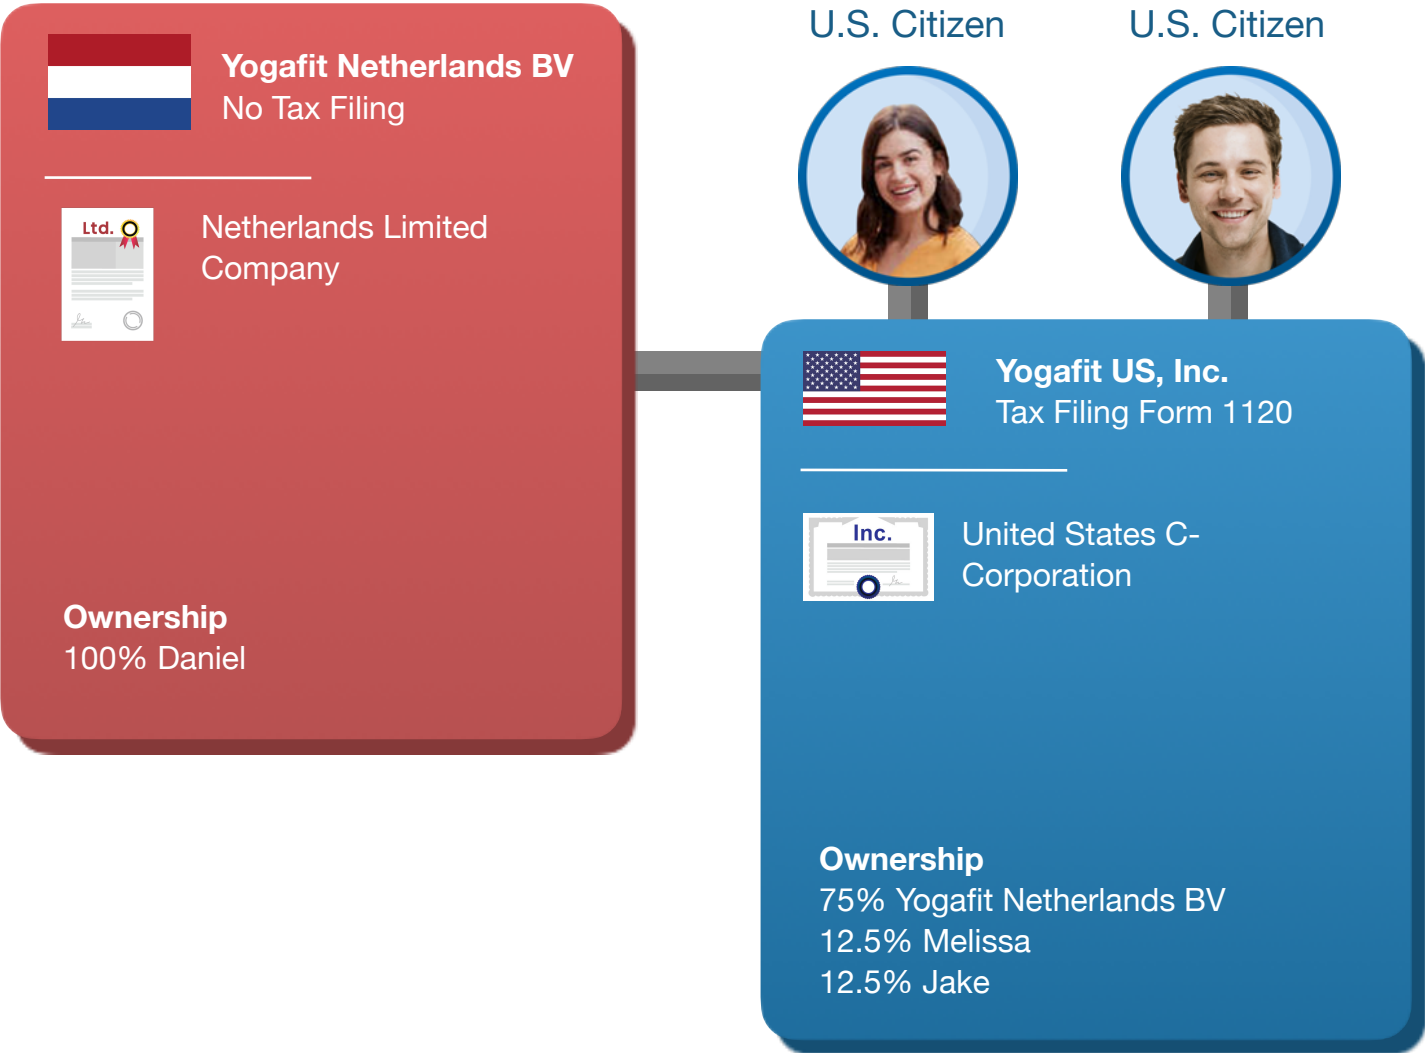 U.S. Citizen
U.S. Citizen
Yogafit Netherlands BV
No Tax Filing
Ltd.
Netherlands Limited
Company
Ownership
100% Daniel
Yogafit US, Inc.
Tax Filing Form 1120
Inc.
United States C-
Corporation
Ownership
75% Yogafit Netherlands BV
12.5% Melissa
12.5% Jake